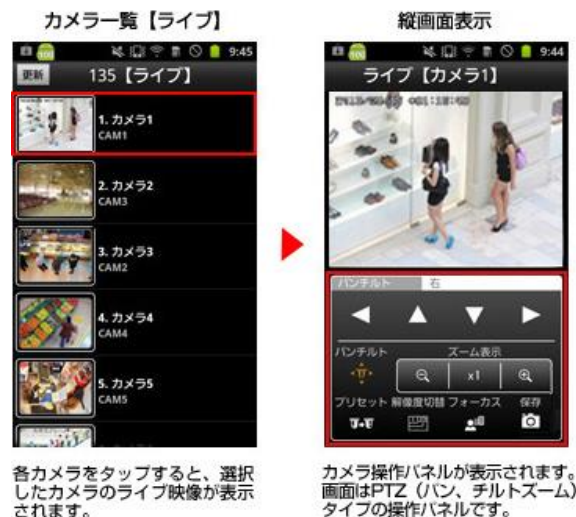 カメラ一覧【ライブ】
9:45
更新
135【ライブ】
1. カメラ1
CAM1
2. カメラ2
CAM3
3. カメラ3
CAM2
4. カメラ4
CAM4
5. カメラ5
CAM5
各カメラをタップすると、選択
したカメラのライブ映像が表示
されます。
縦画面表示
9:44
ライブ【カメラ1】
パンチルト 右
パンチルト ズーム表示
x1
プリセット 解像度切替 フォーカス 保存
カメラ操作パネルが表示されます。
画面はPTZ（パン、チルトズーム）
タイプの操作パネルです。